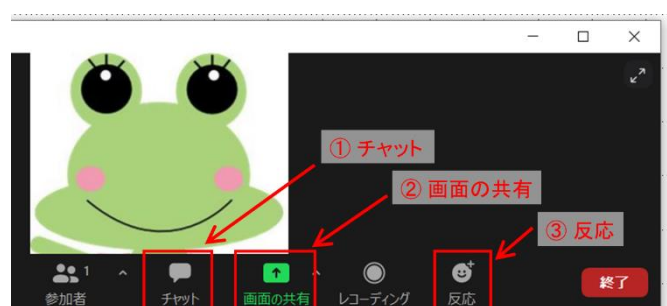 ① チャット
② 画面の共有
③ 反応
1
参加者
チャット
画面の共有
レコーディング
反応
終了